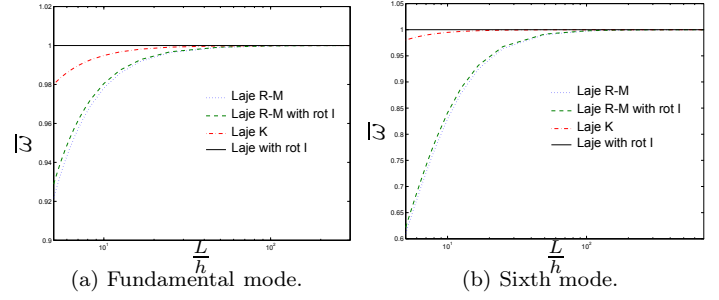 1.02
1
0.98
0.96
0.94
0.92
0.9
ω̅
Laje R-M
Laje R-M with rot I
Laje K
Laje with rot I
10¹
10²
L/h
(a) Fundamental mode.
1.05
1
0.95
0.9
0.85
0.8
0.75
0.7
0.65
0.6
ω̅
Laje R-M
Laje R-M with rot I
Laje K
Laje with rot I
10¹
10²
L/h
(b) Sixth mode.